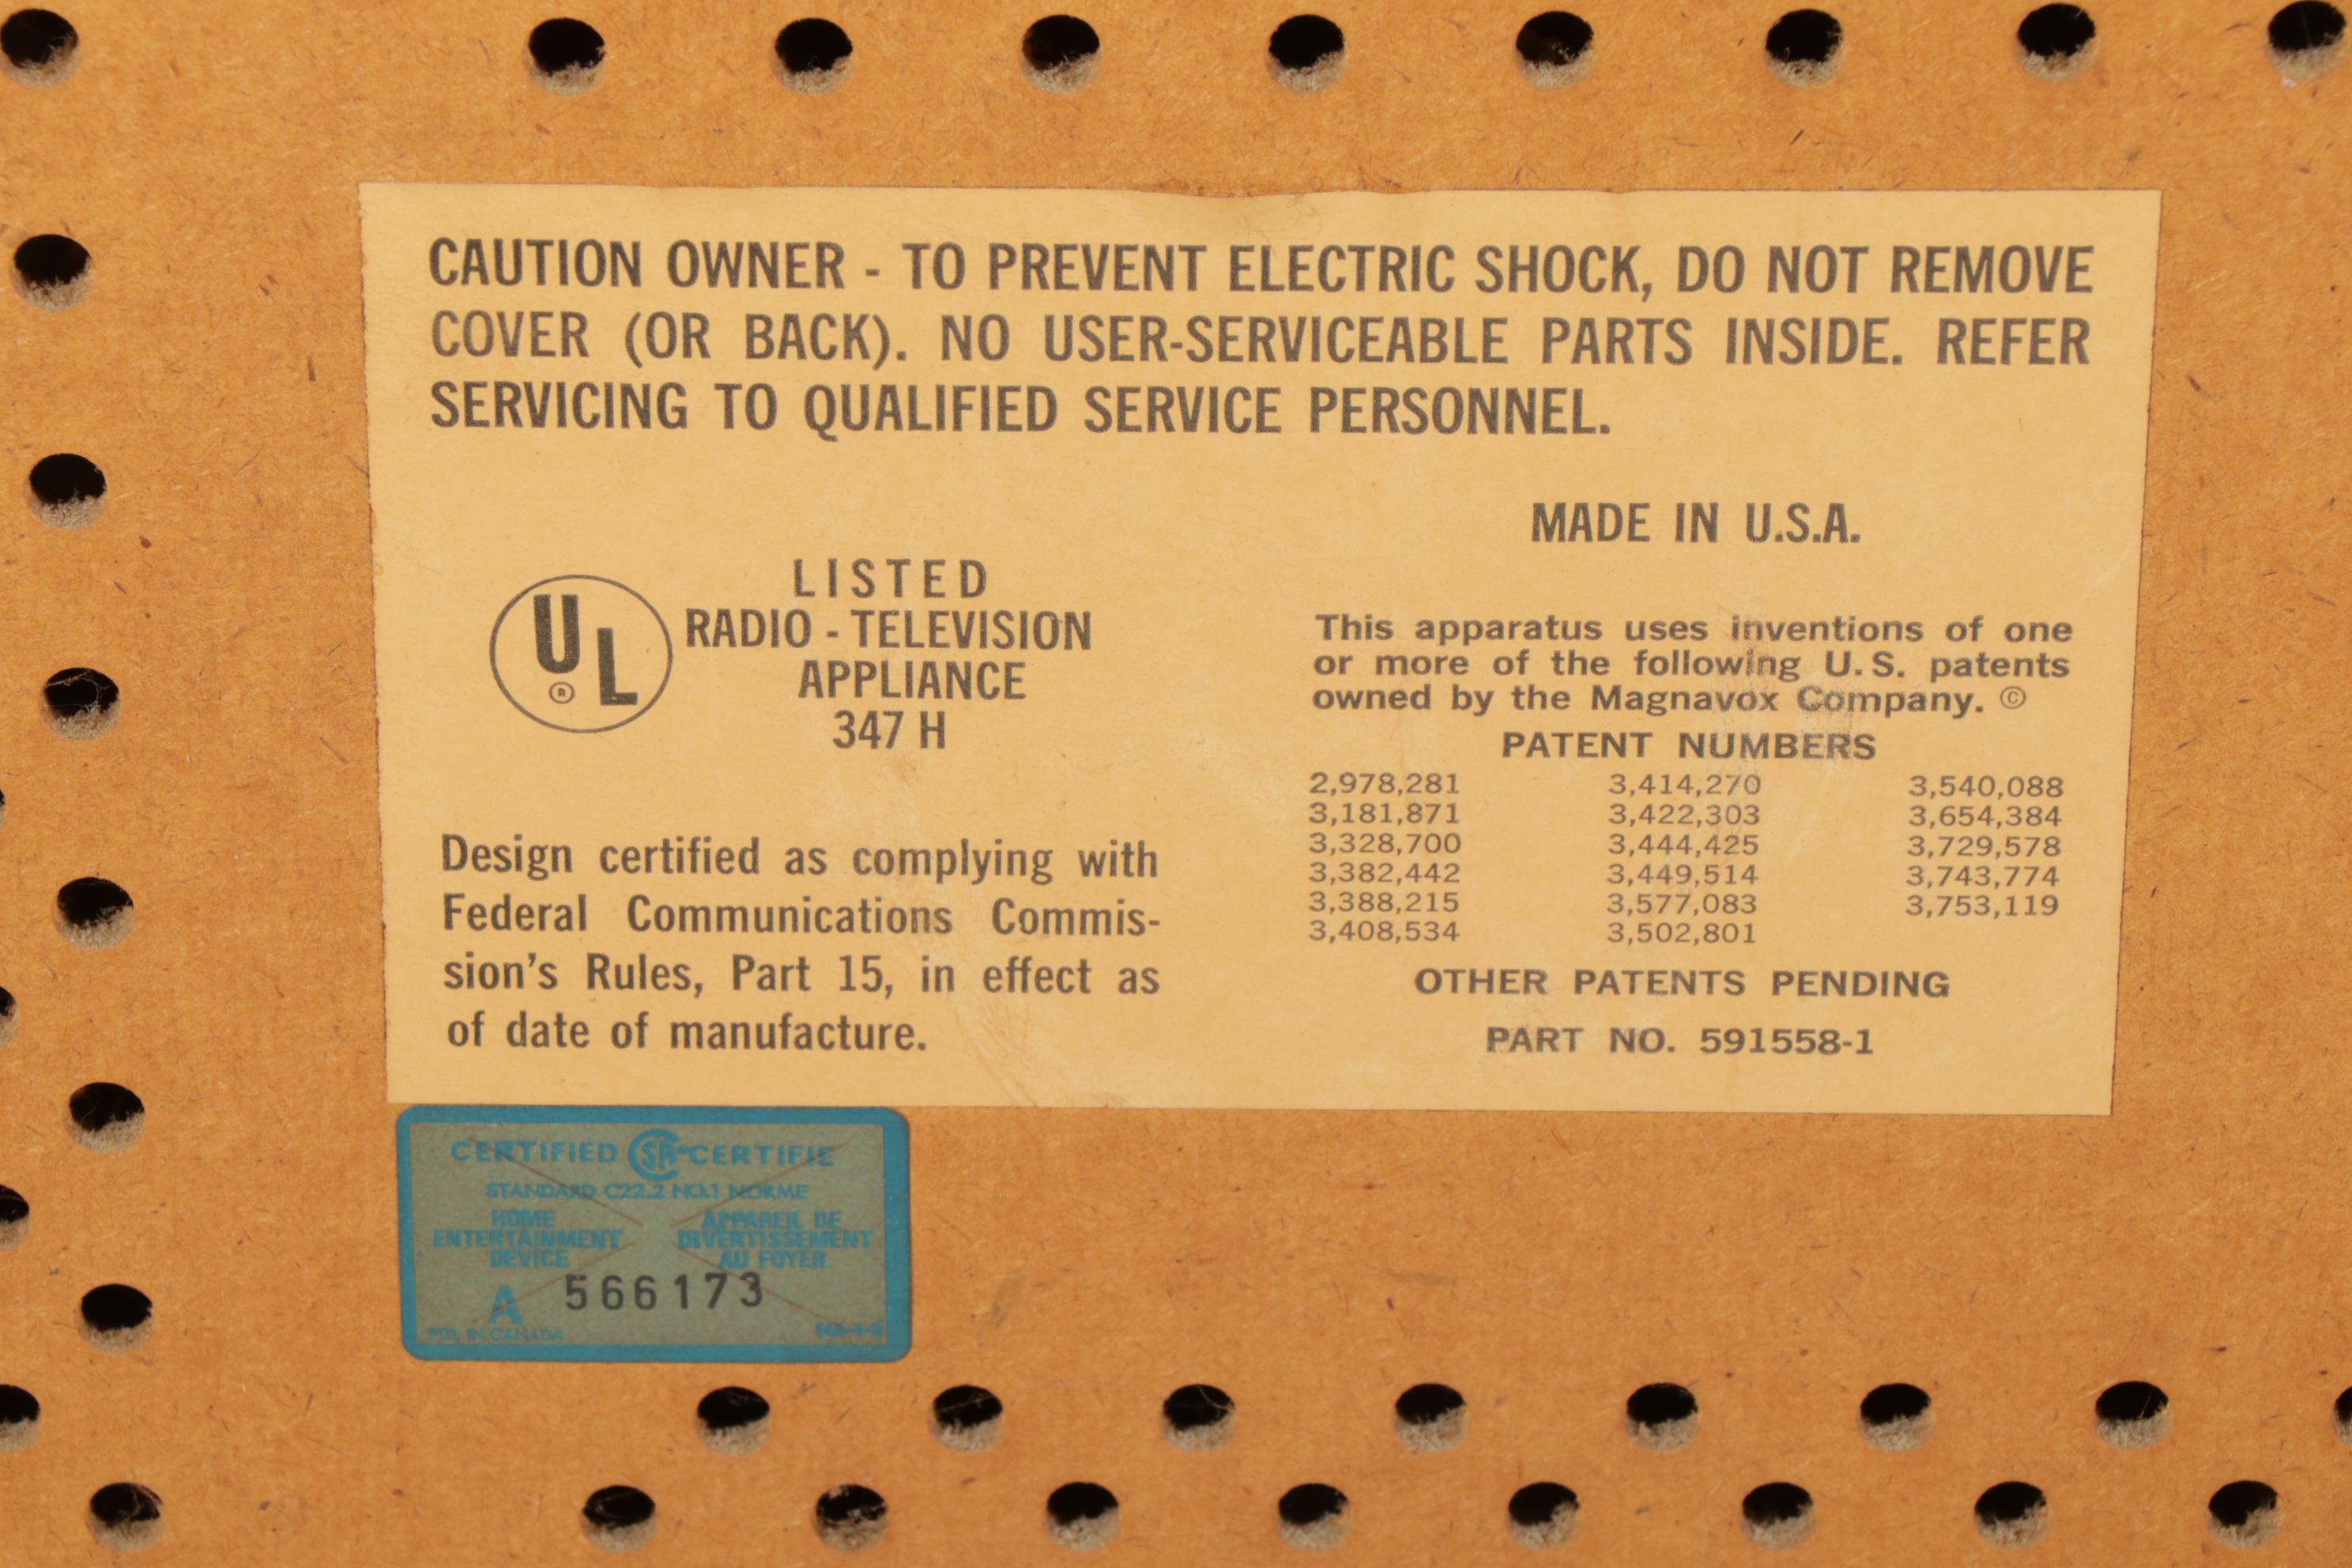 CAUTION OWNER - TO PREVENT ELECTRIC SHOCK, DO NOT REMOVE
COVER (OR BACK). NO USER-SERVICEABLE PARTS INSIDE. REFER
SERVICING TO QUALIFIED SERVICE PERSONNEL.
UL ®
LISTED
RADIO - TELEVISION
APPLIANCE
347 H
Design certified as complying with
Federal Communications Commis-
sion's Rules, Part 15, in effect as
of date of manufacture.
MADE IN U.S.A.
This apparatus uses inventions of one
or more of the following U.S. patents
owned by the Magnavox Company. ©
PATENT NUMBERS
2,978,281 3,414,270 3,540,088
3,181,871 3,422,303 3,654,384
3,328,700 3,444,425 3,729,578
3,382,442 3,449,514 3,743,774
3,388,215 3,577,083 3,753,119
3,408,534 3,502,801
OTHER PATENTS PENDING
PART NO. 591558-1
CERTIFIED SA CERTIFIE
STANDARD C22.2 NO.1 NORME
HOME APPAREIL DE
ENTERTAINMENT DIVERTISSEMENT
DEVICE AU FOYER
A 566173
PTD. IN CANADA